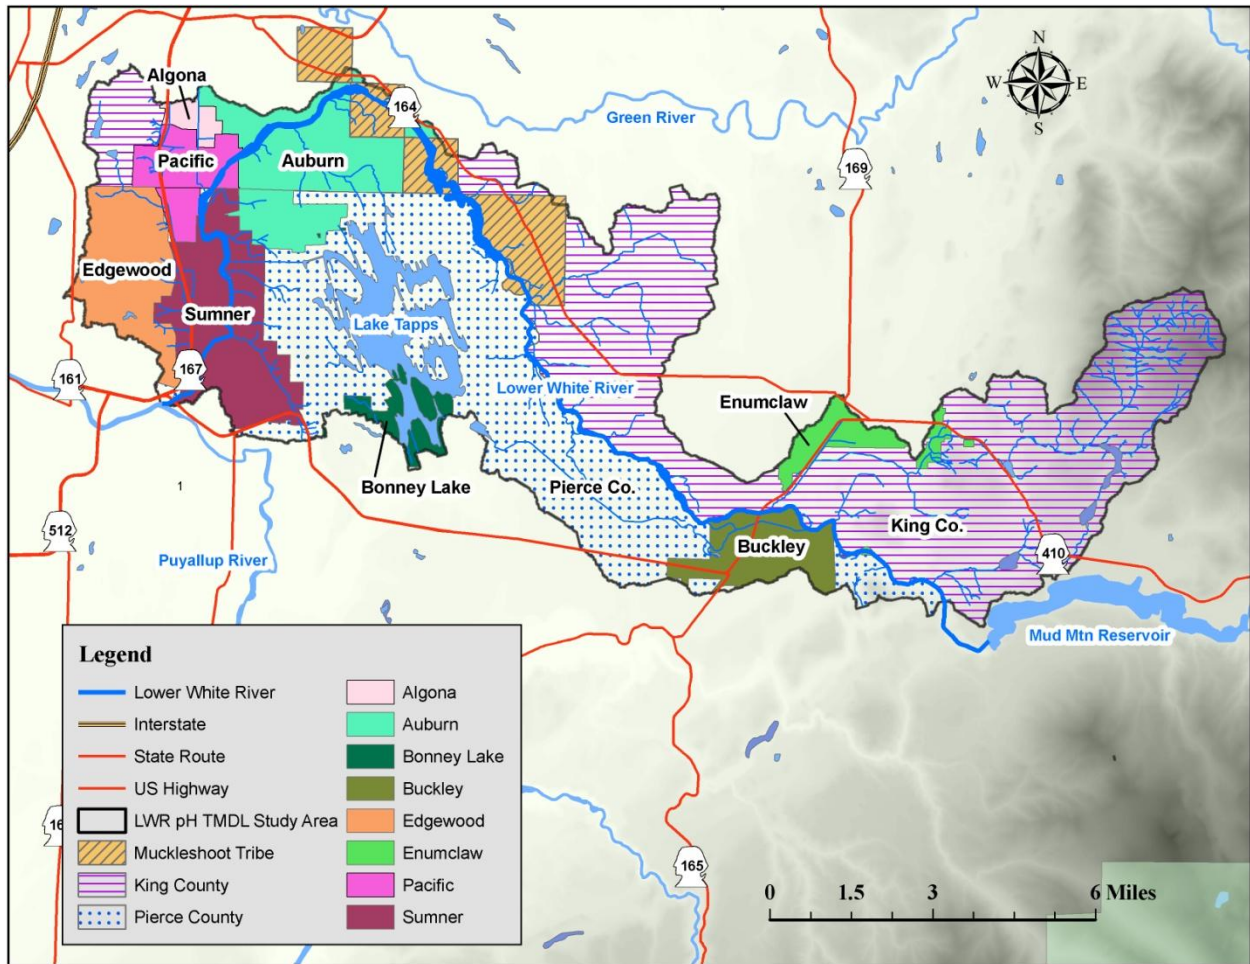 N
W
E
S
Algona
164
Green River
Pacific
Auburn
169
Edgewood
Sumner
Lake Tapps
161
167
Lower White River
Enumclaw
Bonney Lake
Pierce Co.
1
King Co.
512
Buckley
410
Puyallup River
Mud Mtn Reservoir
Legend
Lower White River
Interstate
State Route
US Highway
LWR pH TMDL Study Area
Muckleshoot Tribe
King County
Pierce County
Algona
Auburn
Bonney Lake
Buckley
Edgewood
Enumclaw
Pacific
Sumner
165
0 1.5 3 6 Miles